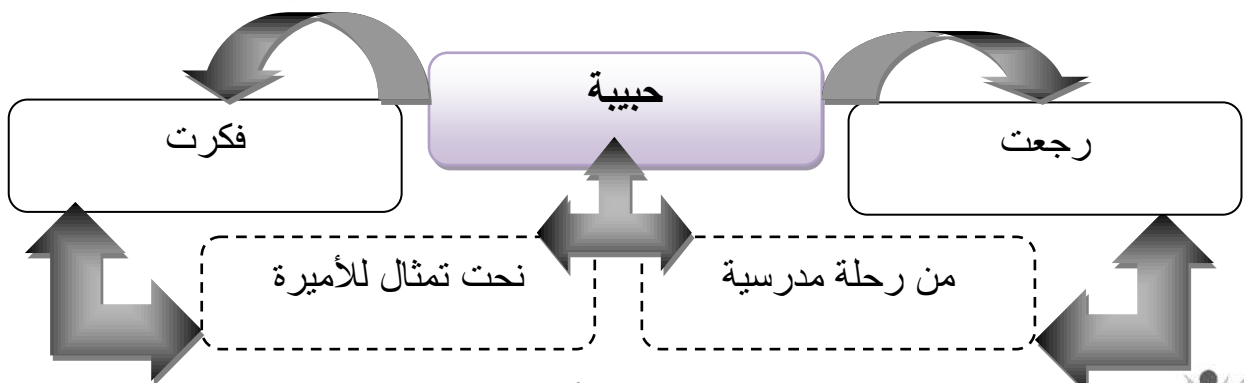 حبيبة
رجعت
فكرت
من رحلة مدرسية
نحت تمثال للأميرة